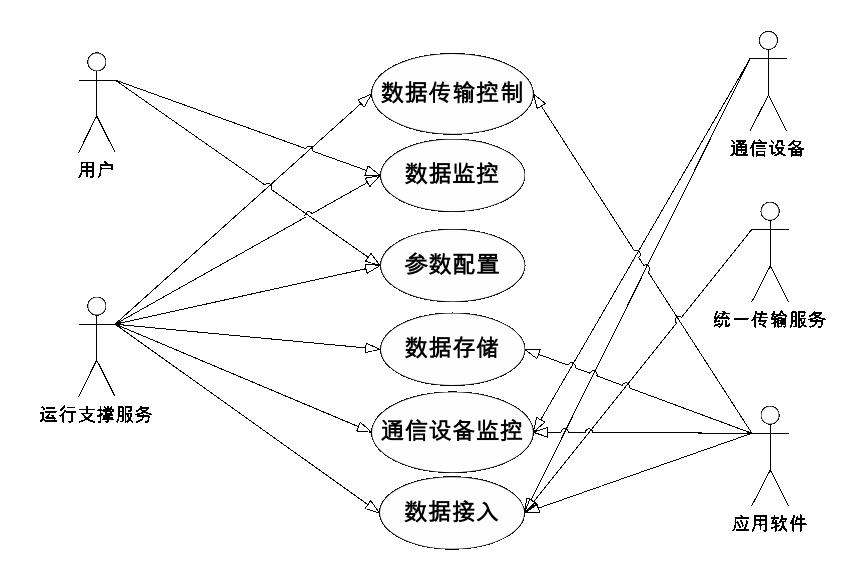 数据传输控制
通信设备
用户
数据监控
参数配置
统一传输服务
数据存储
运行支撑服务
通信设备监控
数据接入
应用软件